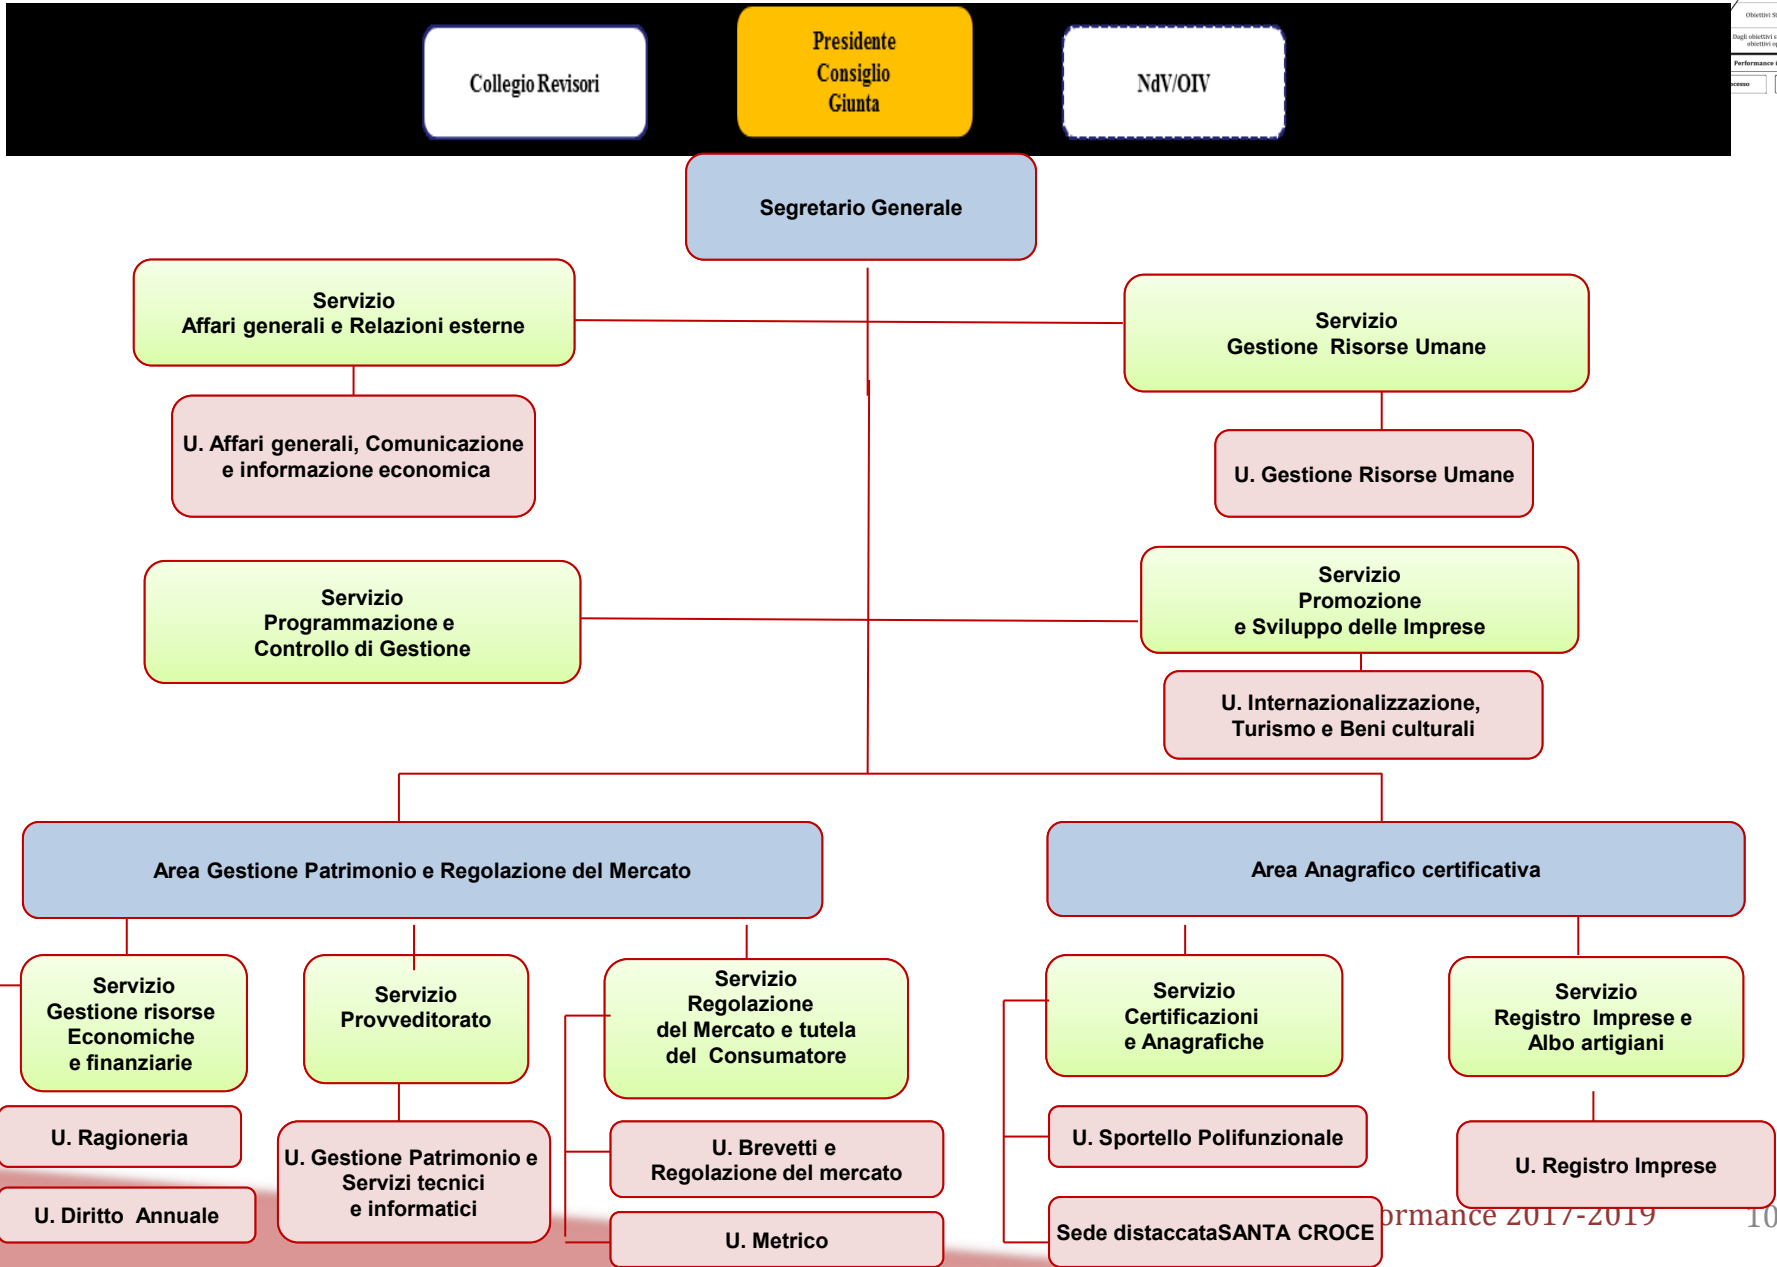 Collegio Revisori
Presidente
Consiglio
Giunta
NdV/OIV
Obiettivi
Dagli obiettivi
obiettivi
Performance
Segretario Generale
Servizio
Affari generali e Relazioni esterne
Servizio
Gestione Risorse Umane
U. Affari generali, Comunicazione
e informazione economica
U. Gestione Risorse Umane
Servizio
Programmazione e
Controllo di Gestione
Servizio
Promozione
e Sviluppo delle Imprese
U. Internazionalizzazione,
Turismo e Beni culturali
Area Gestione Patrimonio e Regolazione del Mercato
Area Anagrafico certificativa
Servizio
Gestione risorse
Economiche
e finanziarie
Servizio
Provveditorato
Servizio
Regolazione
del Mercato e tutela
del Consumatore
Servizio
Certificazioni
e Anagrafiche
Servizio
Registro Imprese e
Albo artigiani
U. Ragioneria
U. Diritto Annuale
U. Gestione Patrimonio e
Servizi tecnici
e informatici
U. Brevetti e
Regolazione del mercato
U. Metrico
U. Sportello Polifunzionale
Sede distaccataSANTA CROCE
U. Registro Imprese
ormance 2017-2019
10